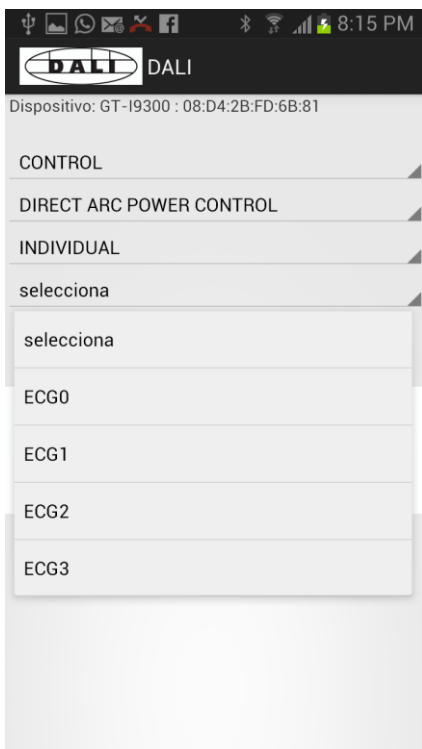 8:15 PM
DALI DALI
Dispositivo: GT-I9300 : 08:D4:2B:FD:6B:81
CONTROL
DIRECT ARC POWER CONTROL
INDIVIDUAL
selecciona
selecciona
ECG0
ECG1
ECG2
ECG3